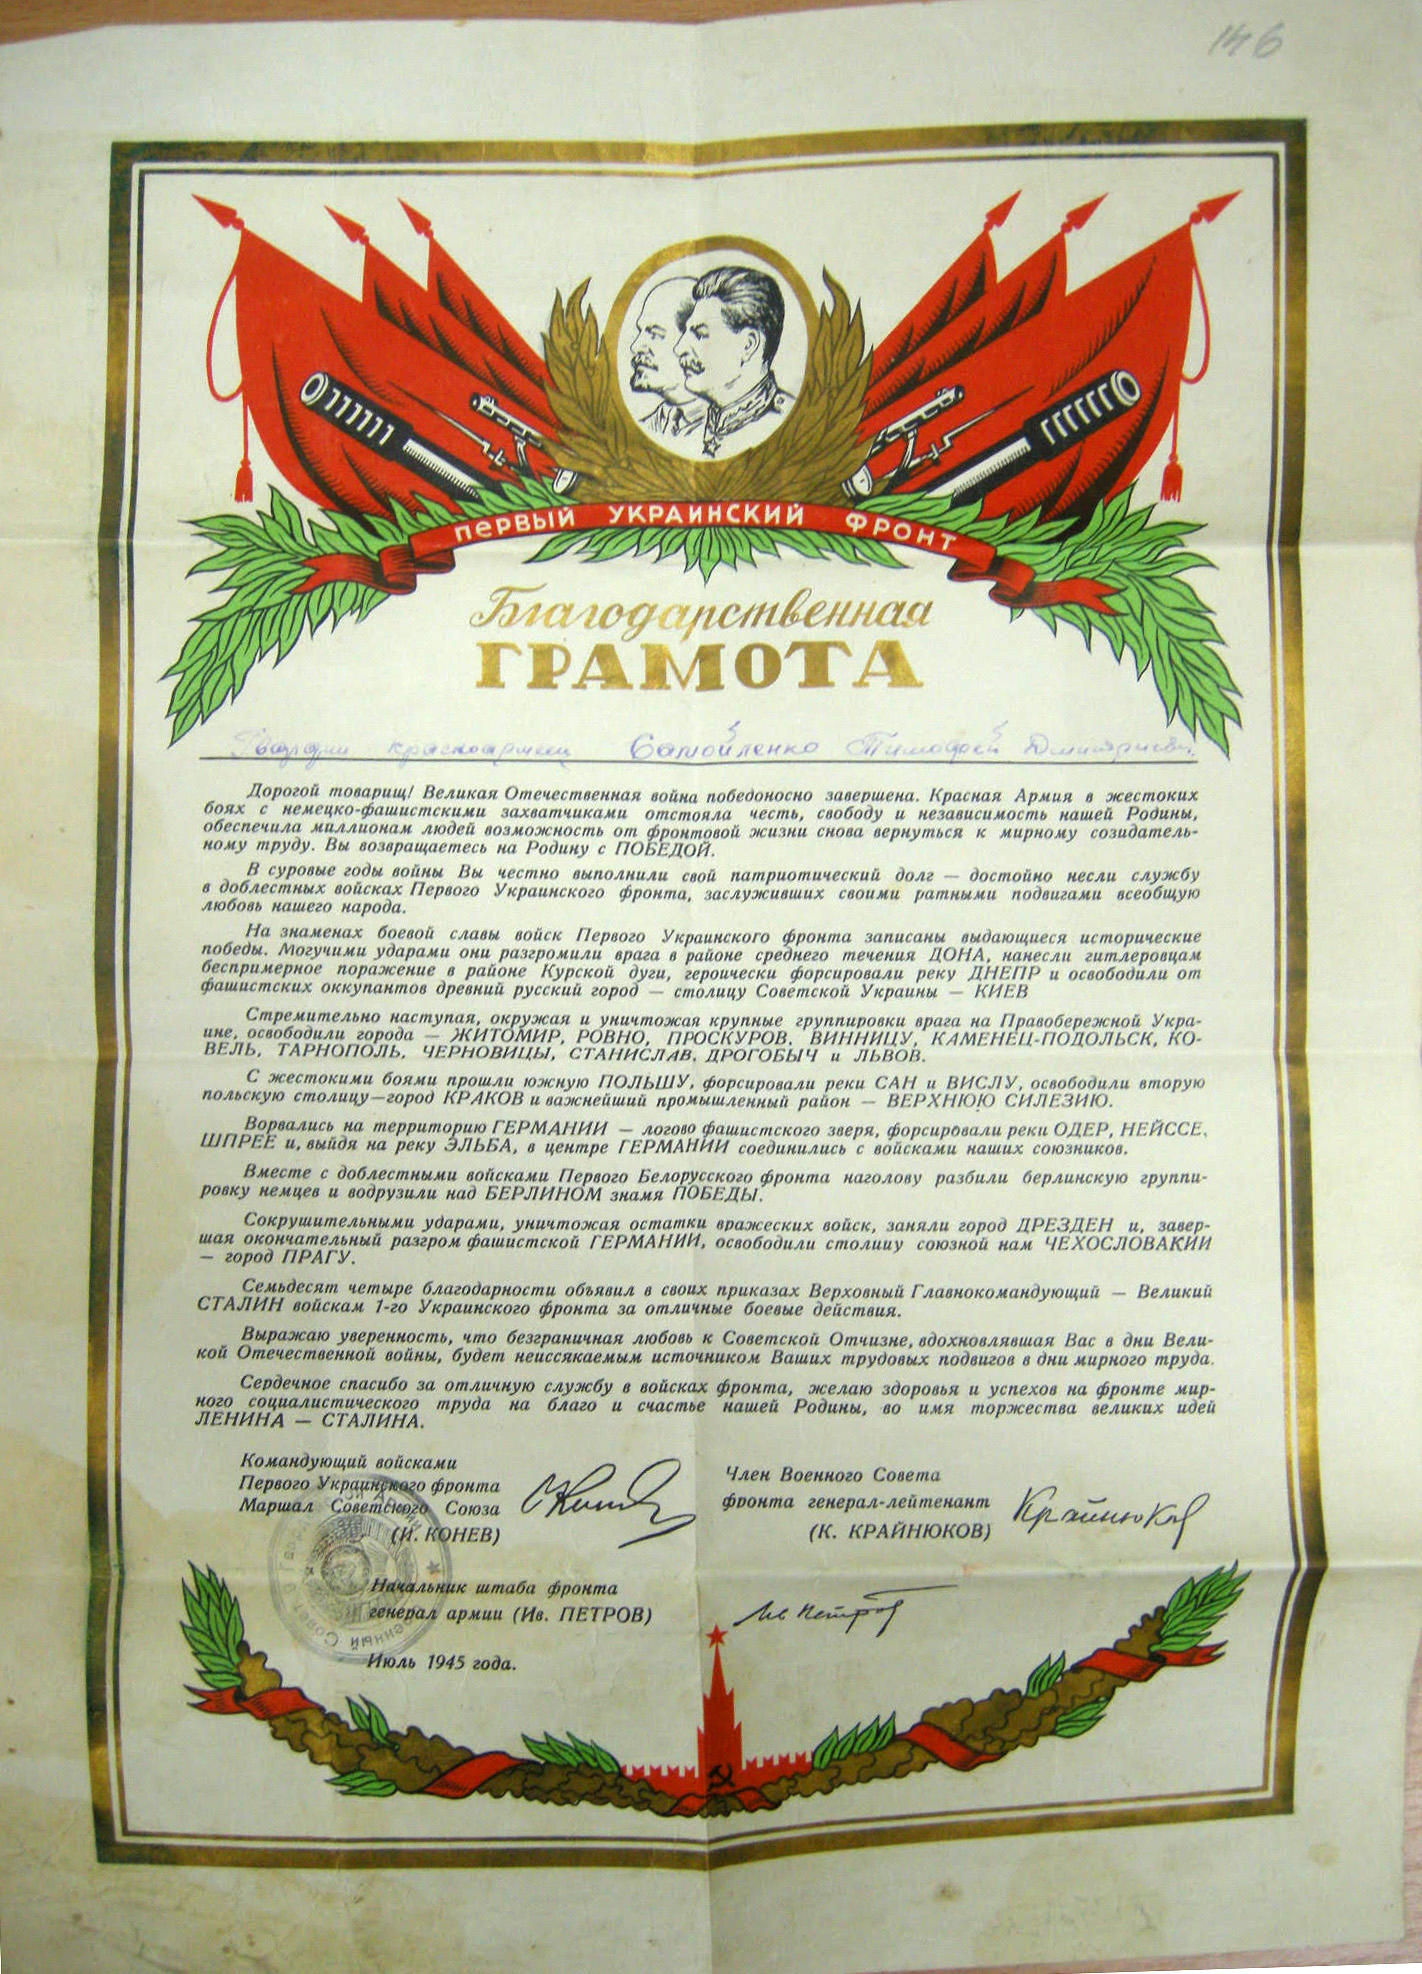 146
ПЕРВЫЙ УКРАИНСКИЙ ФРОНТ
Благодарственная
ГРАМОТА
Гвардии красноармеец Самойленко Тимофей Дмитриевич
Дорогой товарищ! Великая Отечественная война победоносно завершена. Красная Армия в жестоких
боях с немецко-фашистскими захватчиками отстояла честь, свободу и независимость нашей Родины,
обеспечила миллионам людей возможность от фронтовой жизни снова вернуться к мирному созидатель-
ному труду. Вы возвращаетесь на Родину с ПОБЕДОЙ.
В суровые годы войны Вы честно выполнили свой патриотический долг — достойно несли службу
в доблестных войсках Первого Украинского фронта, заслуживших своими ратными подвигами всеобщую
любовь нашего народа.
На знаменах боевой славы войск Первого Украинского фронта записаны выдающиеся исторические
победы. Могучими ударами они разгромили врага в районе среднего течения ДОНА, нанесли гитлеровцам
беспримерное поражение в районе Курской дуги, героически форсировали реку ДНЕПР и освободили от
фашистских оккупантов древний русский город — столицу Советской Украины — КИЕВ
Стремительно наступая, окружая и уничтожая крупные группировки врага на Правобережной Укра-
ине, освободили города — ЖИТОМИР, РОВНО, ПРОСКУРОВ, ВИННИЦУ, КАМЕНЕЦ-ПОДОЛЬСК, КО-
ВЕЛЬ, ТАРНОПОЛЬ, ЧЕРНОВИЦЫ, СТАНИСЛАВ, ДРОГОБЫЧ и ЛЬВОВ.
С жестокими боями прошли южную ПОЛЬШУ, форсировали реки САН и ВИСЛУ, освободили вторую
польскую столицу—город КРАКОВ и важнейший промышленный район — ВЕРХНЮЮ СИЛЕЗИЮ.
Ворвались на территорию ГЕРМАНИИ — логово фашистского зверя, форсировали реки ОДЕР, НЕЙССЕ,
ШПРЕЕ и, выйдя на реку ЭЛЬБА, в центре ГЕРМАНИИ соединились с войсками наших союзников.
Вместе с доблестными войсками Первого Белорусского фронта наголову разбили берлинскую группи-
ровку немцев и водрузили над БЕРЛИНОМ знамя ПОБЕДЫ.
Сокрушительными ударами, уничтожая остатки вражеских войск, заняли город ДРЕЗДЕН и, завер-
шая окончательный разгром фашистской ГЕРМАНИИ, освободили столицу союзной нам ЧЕХОСЛОВАКИИ
— город ПРАГУ.
Семьдесят четыре благодарности объявил в своих приказах Верховный Главнокомандующий — Великий
СТАЛИН войскам 1-го Украинского фронта за отличные боевые действия.
Выражаю уверенность, что безграничная любовь к Советской Отчизне, вдохновлявшая Вас в дни Вели-
кой Отечественной войны, будет неиссякаемым источником Ваших трудовых подвигов в дни мирного труда.
Сердечное спасибо за отличную службу в войсках фронта, желаю здоровья и успехов на фронте мир-
ного социалистического труда на благо и счастье нашей Родины, во имя торжества великих идей
ЛЕНИНА — СТАЛИНА.
Командующий войсками
Первого Украинского фронта
Маршал Советского Союза
(И. КОНЕВ)
Член Военного Совета
фронта генерал-лейтенант
(К. КРАЙНЮКОВ)
Крайнюков
Начальник штаба фронта
генерал армии (Ив. ПЕТРОВ)
Ив Петров
Июль 1945 года.